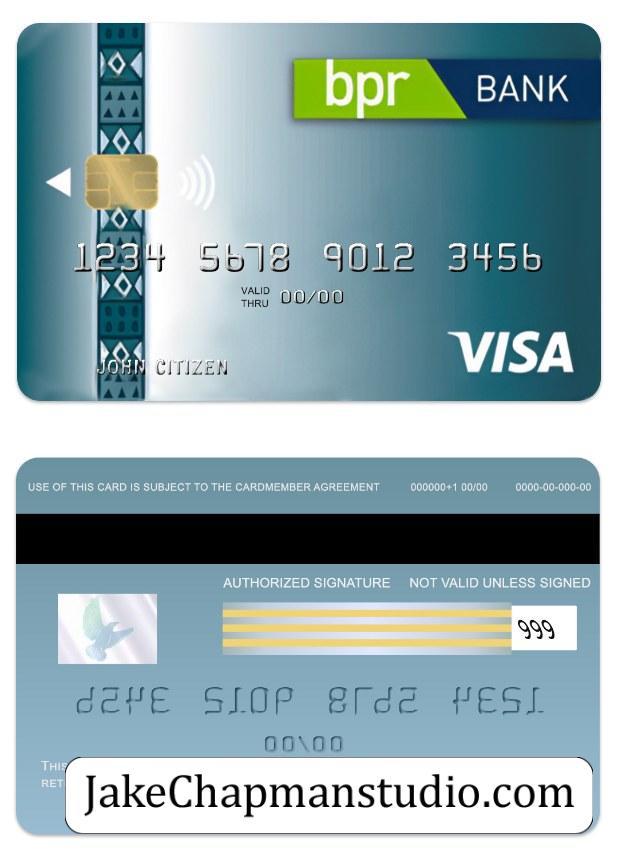 bpr BANK
1234 5678 9012 3456
VALID THRU 00/00
JOHN CITIZEN
VISA
USE OF THIS CARD IS SUBJECT TO THE CARDMEMBER AGREEMENT 000000+1 00/00 0000-00-000-00
AUTHORIZED SIGNATURE NOT VALID UNLESS SIGNED
999
00/00
JakeChapmanstudio.com